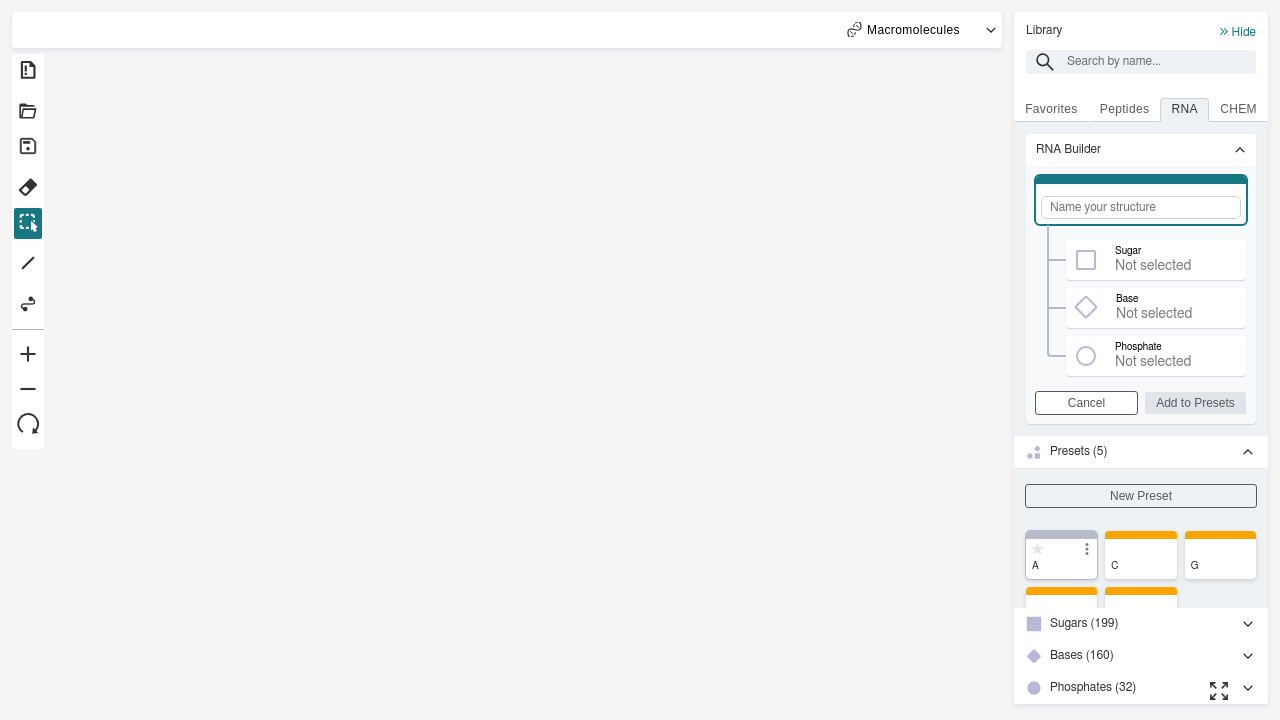 Macromolecules
Library
Hide
Search by name...
Favorites
Peptides
RNA
CHEM
RNA Builder
Name your structure
Sugar
Not selected
Base
Not selected
Phosphate
Not selected
Cancel
Add to Presets
Presets (5)
New Preset
A
C
G
Sugars (199)
Bases (160)
Phosphates (32)